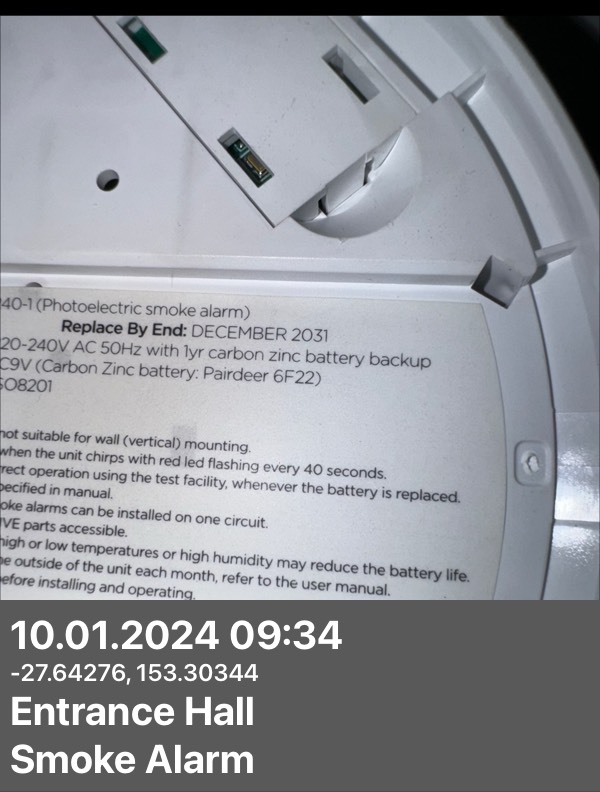 40-1 (Photoelectric smoke alarm)
Replace By End: DECEMBER 2031
20-240V AC 50Hz with 1yr carbon zinc battery backup
C9V (Carbon Zinc battery: Pairdeer 6F22)
SO8201
not suitable for wall (vertical) mounting.
when the unit chirps with red led flashing every 40 seconds.
rect operation using the test facility, whenever the battery is replaced.
pecified in manual.
oke alarms can be installed on one circuit.
IVE parts accessible.
high or low temperatures or high humidity may reduce the battery life.
he outside of the unit each month, refer to the user manual.
efore installing and operating.
10.01.2024 09:34
-27.64276, 153.30344
Entrance Hall
Smoke Alarm